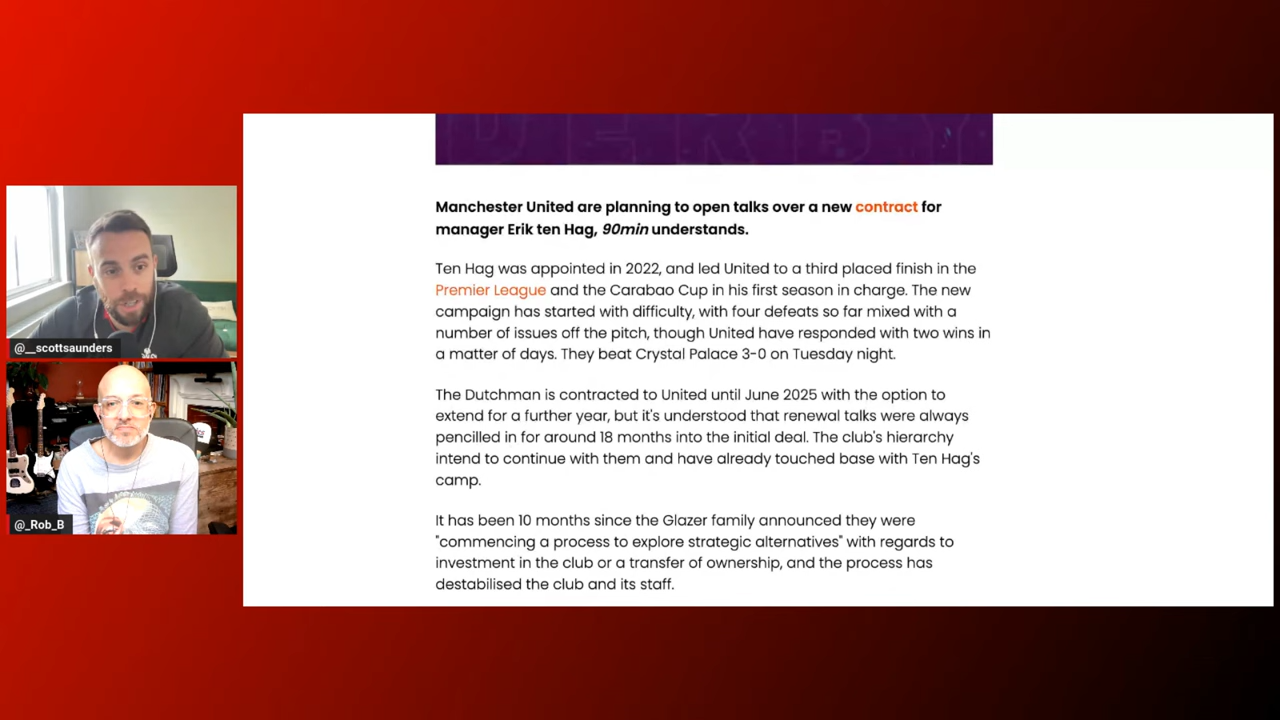 DERBY
Manchester United are planning to open talks over a new contract for
manager Erik ten Hag, 90min understands.
Ten Hag was appointed in 2022, and led United to a third placed finish in the
Premier League and the Carabao Cup in his first season in charge. The new
campaign has started with difficulty, with four defeats so far mixed with a
number of issues off the pitch, though United have responded with two wins in
a matter of days. They beat Crystal Palace 3-0 on Tuesday night.
The Dutchman is contracted to United until June 2025 with the option to
extend for a further year, but it's understood that renewal talks were always
pencilled in for around 18 months into the initial deal. The club's hierarchy
intend to continue with them and have already touched base with Ten Hag's
camp.
It has been 10 months since the Glazer family announced they were
"commencing a process to explore strategic alternatives" with regards to
investment in the club or a transfer of ownership, and the process has
destabilised the club and its staff.
@__scottsaunders
@_Rob_B